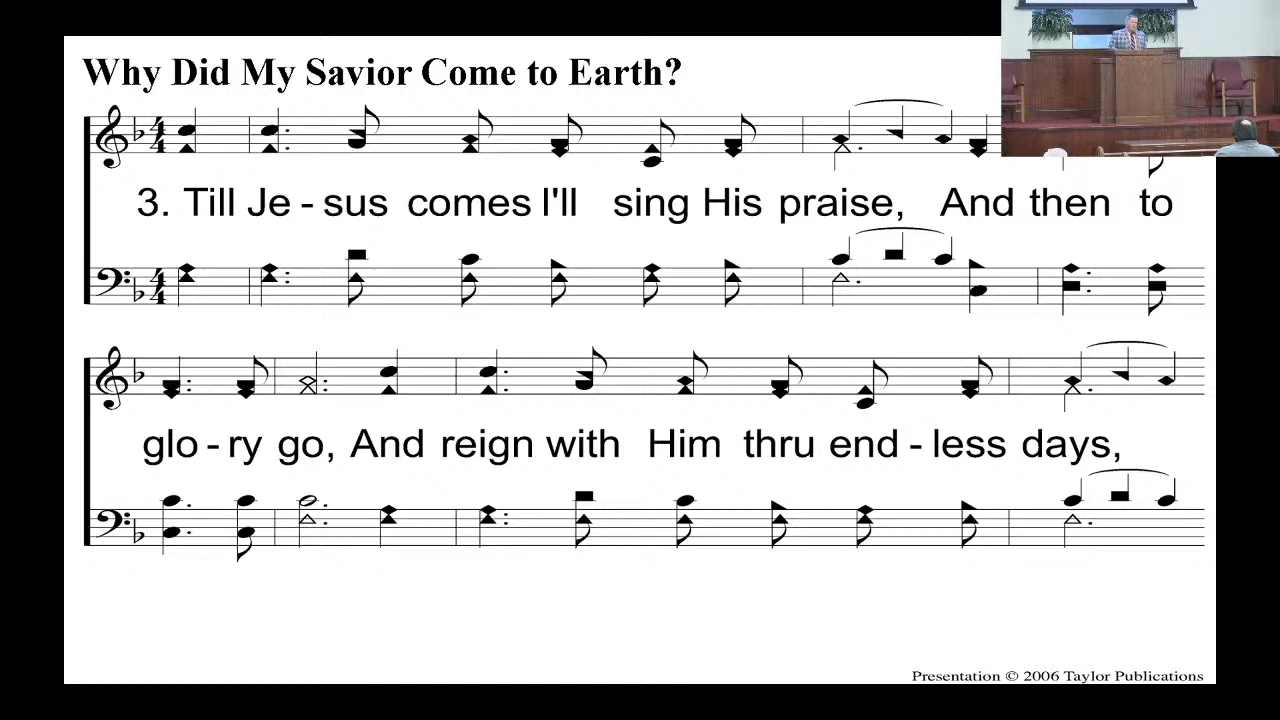 Why Did My Savior Come to Earth?
3. Till Je - sus comes I'll sing His praise, And then to
glo - ry go, And reign with Him thru end - less days,
Presentation © 2006 Taylor Publications